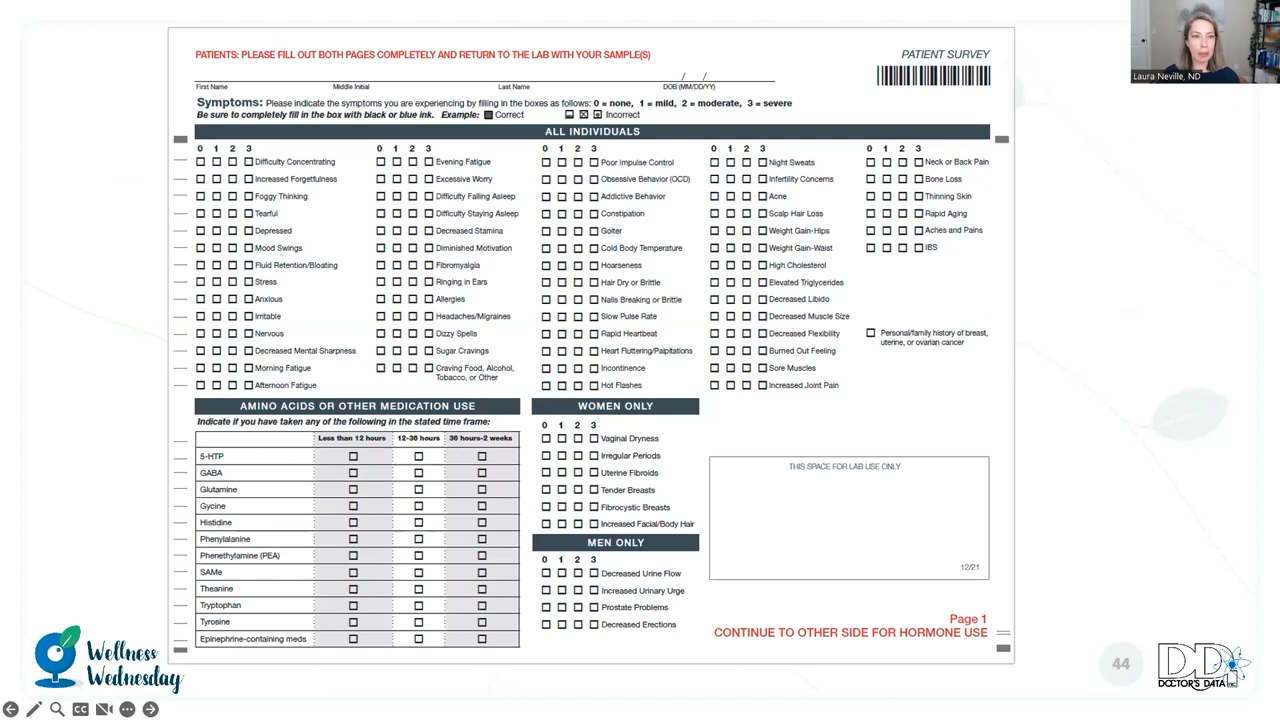 PATIENTS: PLEASE FILL OUT BOTH PAGES COMPLETELY AND RETURN TO THE LAB WITH YOUR SAMPLE(S)
PATIENT SURVEY
/ /
First Name Middle Initial Last Name DOB (MM/DD/YY)
Symptoms: Please indicate the symptoms you are experiencing by filling in the boxes as follows: 0 = none, 1 = mild, 2 = moderate, 3 = severe
Be sure to completely fill in the box with black or blue ink. Example: Correct Incorrect
ALL INDIVIDUALS
0 1 2 3
Difficulty Concentrating
Increased Forgetfulness
Foggy Thinking
Tearful
Depressed
Mood Swings
Fluid Retention/Bloating
Stress
Anxious
Irritable
Nervous
Decreased Mental Sharpness
Morning Fatigue
Afternoon Fatigue
0 1 2 3
Evening Fatigue
Excessive Worry
Difficulty Falling Asleep
Difficulty Staying Asleep
Decreased Stamina
Diminished Motivation
Fibromyalgia
Ringing in Ears
Allergies
Headaches/Migraines
Dizzy Spells
Sugar Cravings
Craving Food, Alcohol,
Tobacco, or Other
0 1 2 3
Poor Impulse Control
Obsessive Behavior (OCD)
Addictive Behavior
Constipation
Goiter
Cold Body Temperature
Hoarseness
Hair Dry or Brittle
Nails Breaking or Brittle
Slow Pulse Rate
Rapid Heartbeat
Heart Fluttering/Palpitations
Incontinence
Hot Flashes
0 1 2 3
Night Sweats
Infertility Concerns
Acne
Scalp Hair Loss
Weight Gain-Hips
Weight Gain-Waist
High Cholesterol
Elevated Triglycerides
Decreased Libido
Decreased Muscle Size
Decreased Flexibility
Burned Out Feeling
Sore Muscles
Increased Joint Pain
0 1 2 3
Neck or Back Pain
Bone Loss
Thinning Skin
Rapid Aging
Aches and Pains
IBS
Personal/family history of breast,
uterine, or ovarian cancer
AMINO ACIDS OR OTHER MEDICATION USE
Indicate if you have taken any of the following in the stated time frame:
Less than 12 hours 12-36 hours 36 hours-2 weeks
5-HTP
GABA
Glutamine
Gycine
Histidine
Phenylalanine
Phenethylamine (PEA)
SAMe
Theanine
Tryptophan
Tyrosine
Epinephrine-containing meds
WOMEN ONLY
0 1 2 3
Vaginal Dryness
Irregular Periods
Uterine Fibroids
Tender Breasts
Fibrocystic Breasts
Increased Facial/Body Hair
MEN ONLY
0 1 2 3
Decreased Urine Flow
Increased Urinary Urge
Prostate Problems
Decreased Erections
THIS SPACE FOR LAB USE ONLY
12/21
Page 1
CONTINUE TO OTHER SIDE FOR HORMONE USE
Laura Neville, ND
Wellness
Wednesday
CC
44
DDI
DOCTOR'S DATA INC.